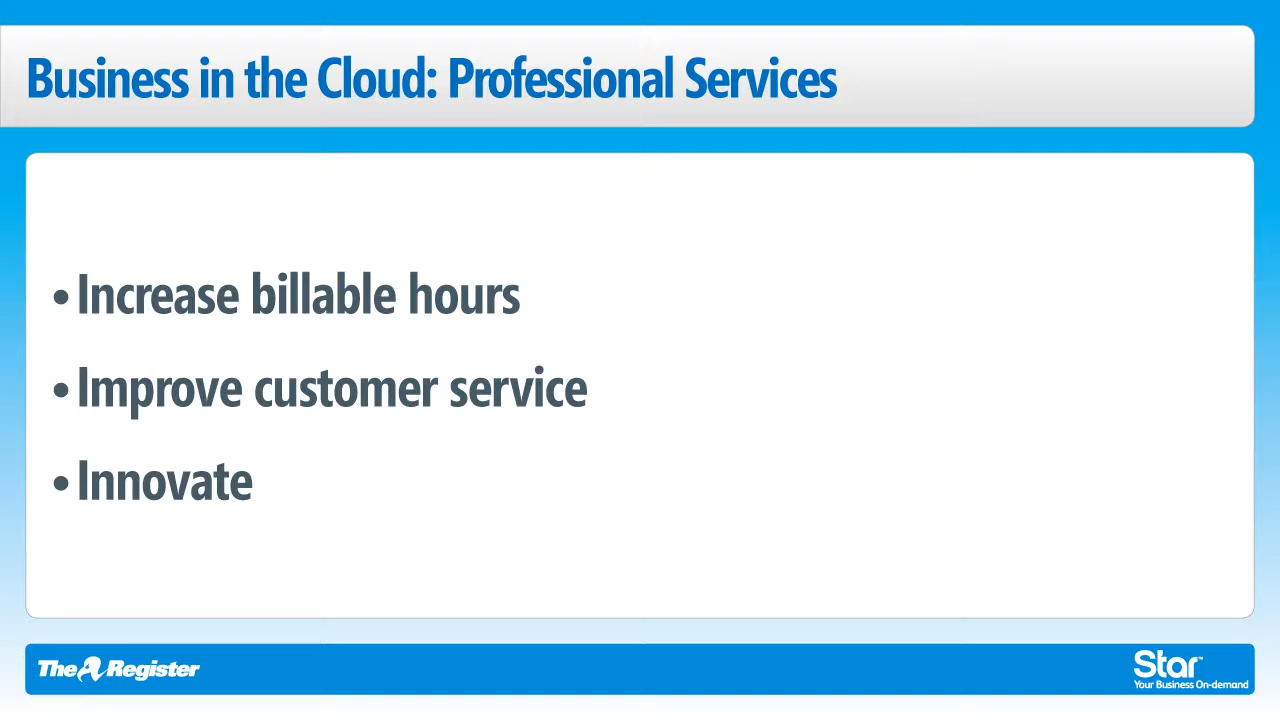 Business in the Cloud: Professional Services
• Increase billable hours
• Improve customer service
• Innovate
The Register
Star™
Your Business On-demand